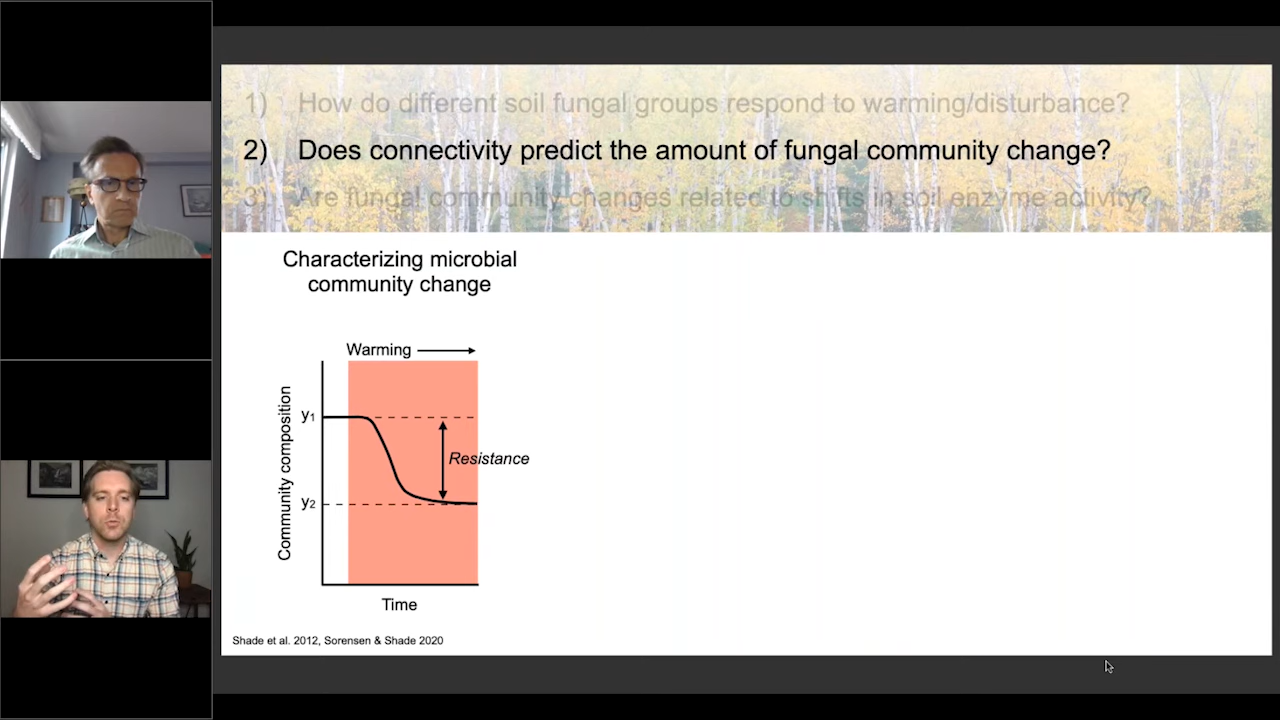 1) How do different soil fungal groups respond to warming/disturbance?
2) Does connectivity predict the amount of fungal community change?
3) Are fungal community changes related to shifts in soil enzyme activity?
Characterizing microbial
community change
Warming
Community composition
y1
Resistance
y2
Time
Shade et al. 2012, Sorensen & Shade 2020